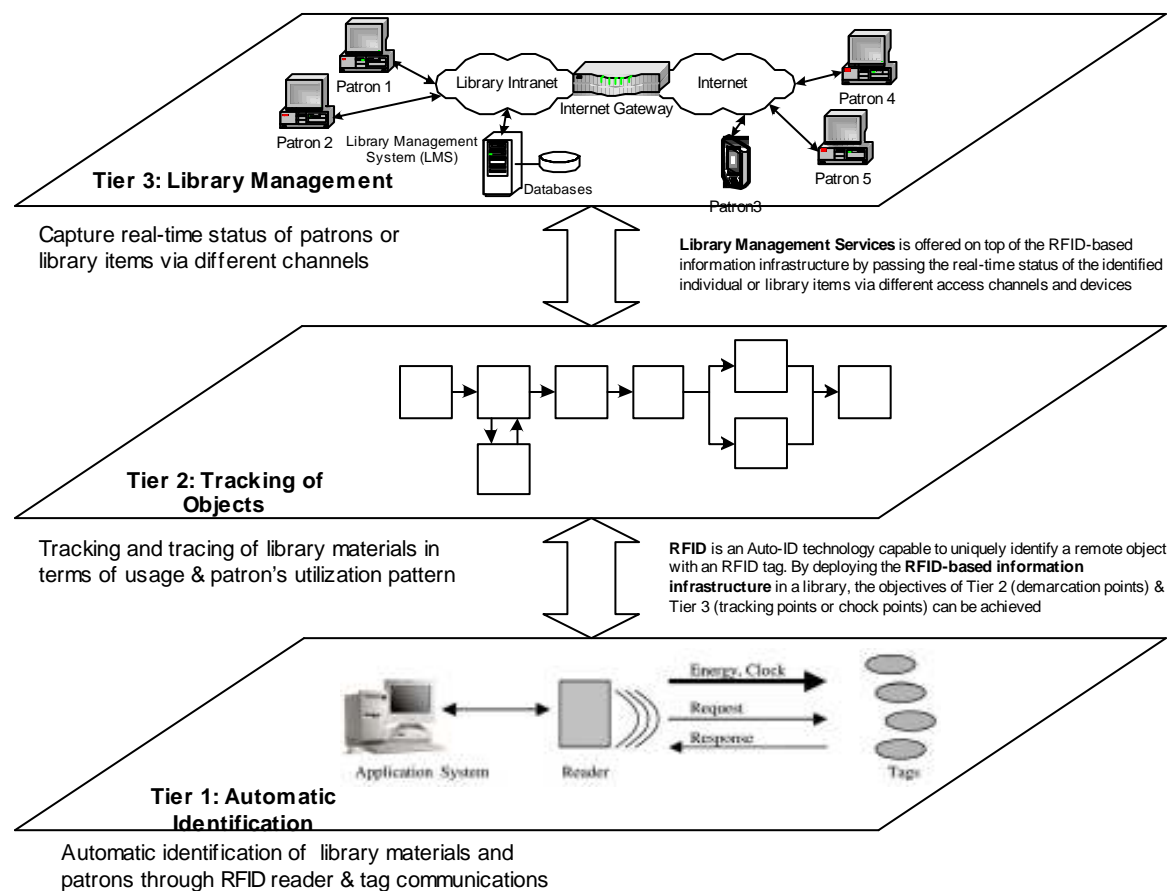 Patron 1
Library Intranet
Internet
Patron 4
Internet Gateway
Patron 2
Library Management
System (LMS)
Databases
Patron 5
Patron3
Tier 3: Library Management
Capture real-time status of patrons or
library items via different channels
Library Management Services is offered on top of the RFID-based
information infrastructure by passing the real-time status of the identified
individual or library items via different access channels and devices
Tier 2: Tracking of
Objects
Tracking and tracing of library materials in
terms of usage & patron's utilization pattern
RFID is an Auto-ID technology capable to uniquely identify a remote object
with an RFID tag. By deploying the RFID-based information
infrastructure in a library, the objectives of Tier 2 (demarcation points) &
Tier 3 (tracking points or chock points) can be achieved
Energy, Clock
Request
Response
Application System
Reader
Tags
Tier 1: Automatic
Identification
Automatic identification of library materials and
patrons through RFID reader & tag communications